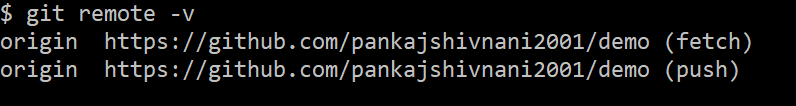 $ git remote -v
origin  https://github.com/pankajshivnani2001/demo (fetch)
origin  https://github.com/pankajshivnani2001/demo (push)